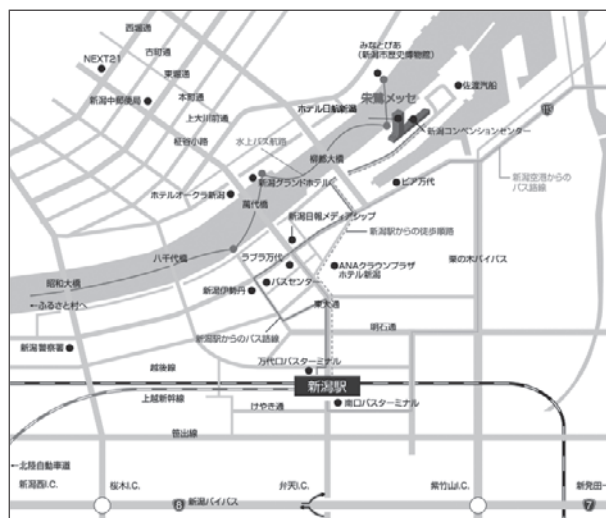 西堀通
古町通
NEXT21
東堀通
新潟中郵便局
本町通
上大川前通
柾谷小路
みなとぴあ
(新潟市歴史博物館)
朱鷺メッセ
佐渡汽船
ホテル日航新潟
新潟コンベンションセンター
水上バス航路
柳都大橋
新潟空港からの
バス路線
新潟グランドホテル
ピア万代
ホテルオークラ新潟
萬代橋
新潟日報メディアシップ
新潟駅からの徒歩順路
八千代橋
ラブラ万代
ANAクラウンプラザ
ホテル新潟
栗の木バイパス
昭和大橋
バスセンター
新潟伊勢丹
←ふるさと村へ
東大通
新潟駅からのバス路線
明石通
新潟警察署
越後線
万代口バスターミナル
新潟駅
上越新幹線
けやき通
南口バスターミナル
笹出線
←北陸自動車道
新潟西I.C.
桜木I.C.
弁天I.C.
紫竹山I.C.
新発田→
8
新潟バイパス
7